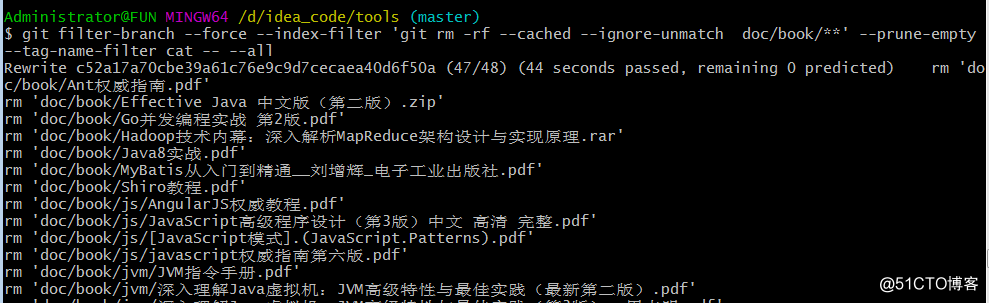 Administrator@FUN MINGW64 /d/idea_code/tools (master)
$ git filter-branch --force --index-filter 'git rm -rf --cached --ignore-unmatch  doc/book/**' --prune-empty
--tag-name-filter cat -- --all
Rewrite c52a17a70cbe39a61c76e9c9d7cecaea40d6f50a (47/48) (44 seconds passed, remaining 0 predicted)    rm 'do
c/book/Ant权威指南.pdf'
rm 'doc/book/Effective Java 中文版（第二版）.zip'
rm 'doc/book/Go并发编程实战 第2版.pdf'
rm 'doc/book/Hadoop技术内幕：深入解析MapReduce架构设计与实现原理.rar'
rm 'doc/book/Java8实战.pdf'
rm 'doc/book/MyBatis从入门到精通__刘增辉_电子工业出版社.pdf'
rm 'doc/book/Shiro教程.pdf'
rm 'doc/book/js/AngularJS权威教程.pdf'
rm 'doc/book/js/JavaScript高级程序设计（第3版）中文 高清 完整.pdf'
rm 'doc/book/js/[JavaScript模式].(JavaScript.Patterns).pdf'
rm 'doc/book/js/javascript权威指南第六版.pdf'
rm 'doc/book/jvm/JVM指令手册.pdf'
rm 'doc/book/jvm/深入理解Java虚拟机：JVM高级特性与最佳实践（最新第二版）.pdf'
@51CTO博客